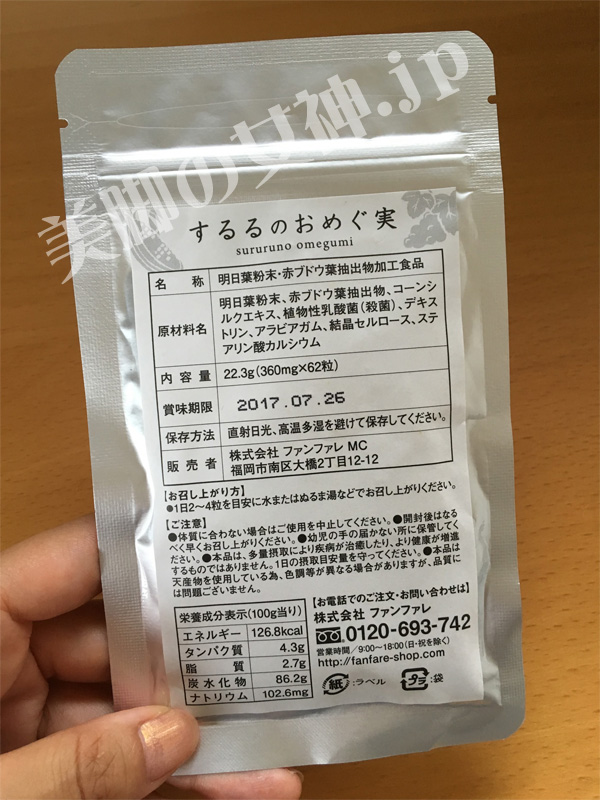 美脚の女神.jp
するるのおめぐ実
sururuno omegumi
名称 明日葉粉末・赤ブドウ葉抽出物加工食品
原材料名 明日葉粉末、赤ブドウ葉抽出物、コーンシ
ルクエキス、植物性乳酸菌(殺菌)、デキス
トリン、アラビアガム、結晶セルロース、ステ
アリン酸カルシウム
内容量 22.3g(360mg×62粒)
賞味期限 2017.07.26
保存方法 直射日光、高温多湿を避けて保存してください。
販売者 株式会社 ファンファレ MC
福岡市南区大橋2丁目12-12
【お召し上がり方】
●1日2〜4粒を目安に水またはぬるま湯などでお召し上がりください。
【ご注意】
●体質に合わない場合はご使用を中止してください。●開封後はなる
べく早くお召し上がりください。●幼児の手の届かない所に保管してく
ださい。●本品は、多量摂取により疾病が治癒したり、より健康が増進
するものではありません。1日の摂取目安量を守ってください。●本品は
天産物を使用している為、色調等が異なる場合がありますが、品質に
は問題ございません。
栄養成分表示(100g当り)
エネルギー 126.8kcal
タンパク質 4.3g
脂質 2.7g
炭水化物 86.2g
ナトリウム 102.6mg
【お電話でのご注文・お問い合わせは】
株式会社 ファンファレ
0120-693-742
営業時間/9:00〜18:00(日・祝を除く)
http://fanfare-shop.com
紙:ラベル プラ:袋